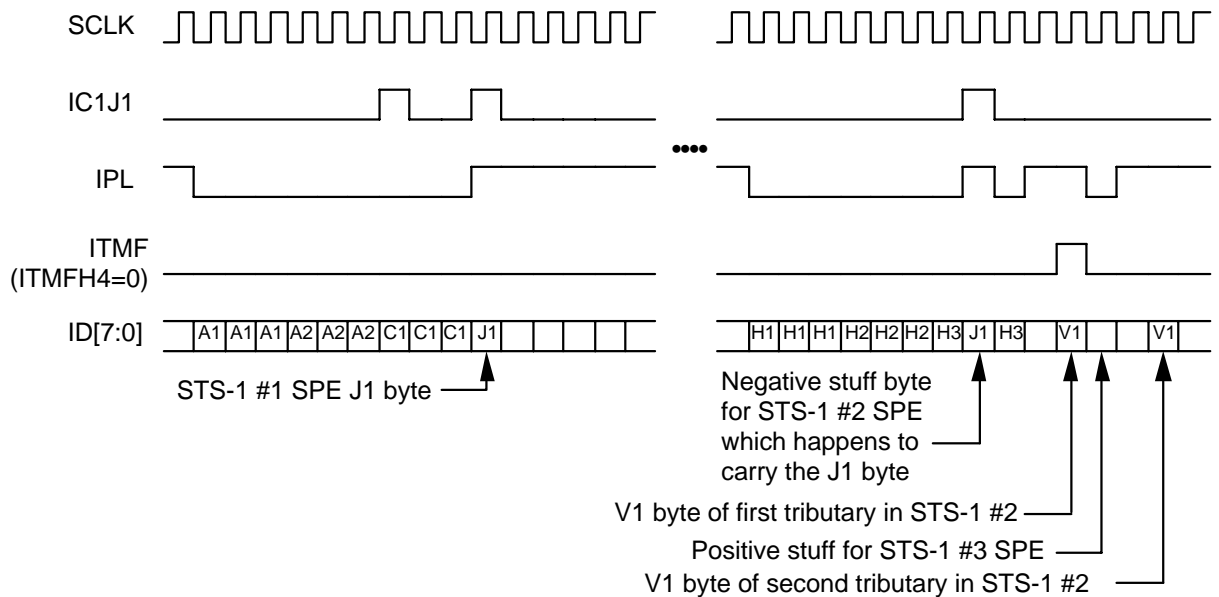 SCLK
IC1J1
IPL
ITMF
(ITMFH4=0)
ID[7:0]
A1 A1 A1 A2 A2 A2 C1 C1 C1 J1
H1 H1 H1 H2 H2 H2 H3 J1 H3 V1 V1
STS-1 #1 SPE J1 byte
Negative stuff byte
for STS-1 #2 SPE
which happens to
carry the J1 byte
V1 byte of first tributary in STS-1 #2
Positive stuff for STS-1 #3 SPE
V1 byte of second tributary in STS-1 #2